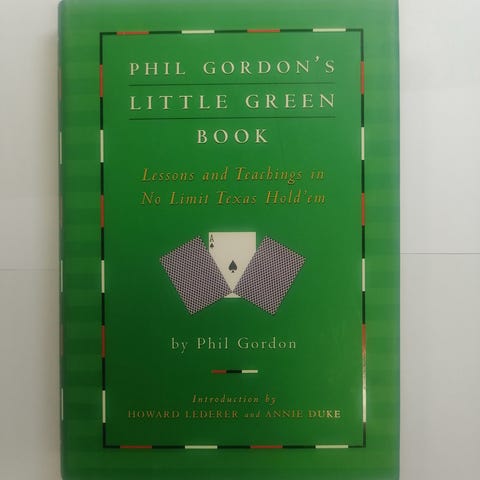 PHIL GORDON'S
LITTLE GREEN
BOOK
Lessons and Teachings in
No Limit Texas Hold'em
A
by Phil Gordon
Introduction by
HOWARD LEDERER and ANNIE DUKE